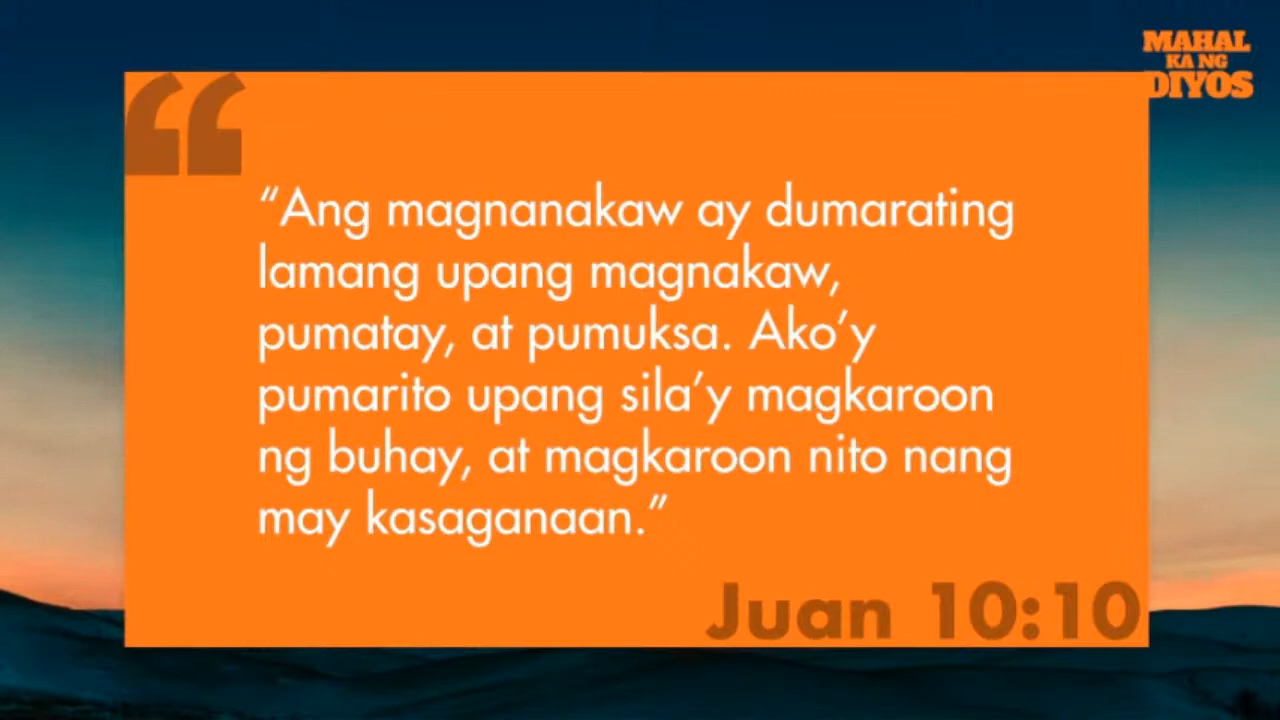 MAHAL
KA NG
DIYOS
“Ang magnanakaw ay dumarating
lamang upang magnakaw,
pumatay, at pumuksa. Ako’y
pumarito upang sila’y magkaroon
ng buhay, at magkaroon nito nang
may kasaganaan.”
Juan 10:10